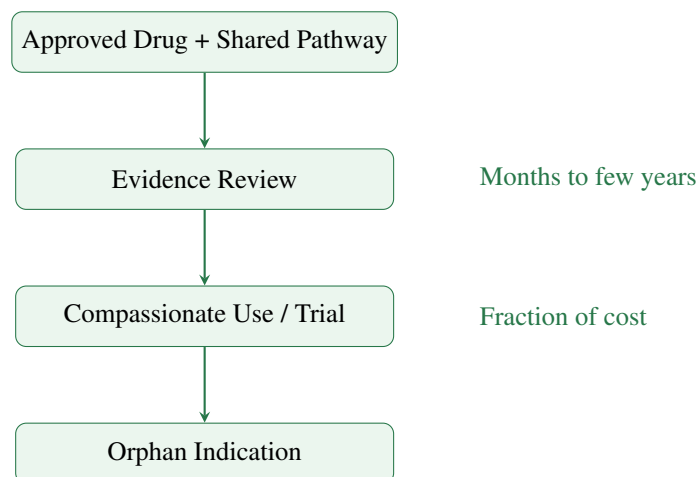 Approved Drug + Shared Pathway
Evidence Review
Months to few years
Compassionate Use / Trial
Fraction of cost
Orphan Indication